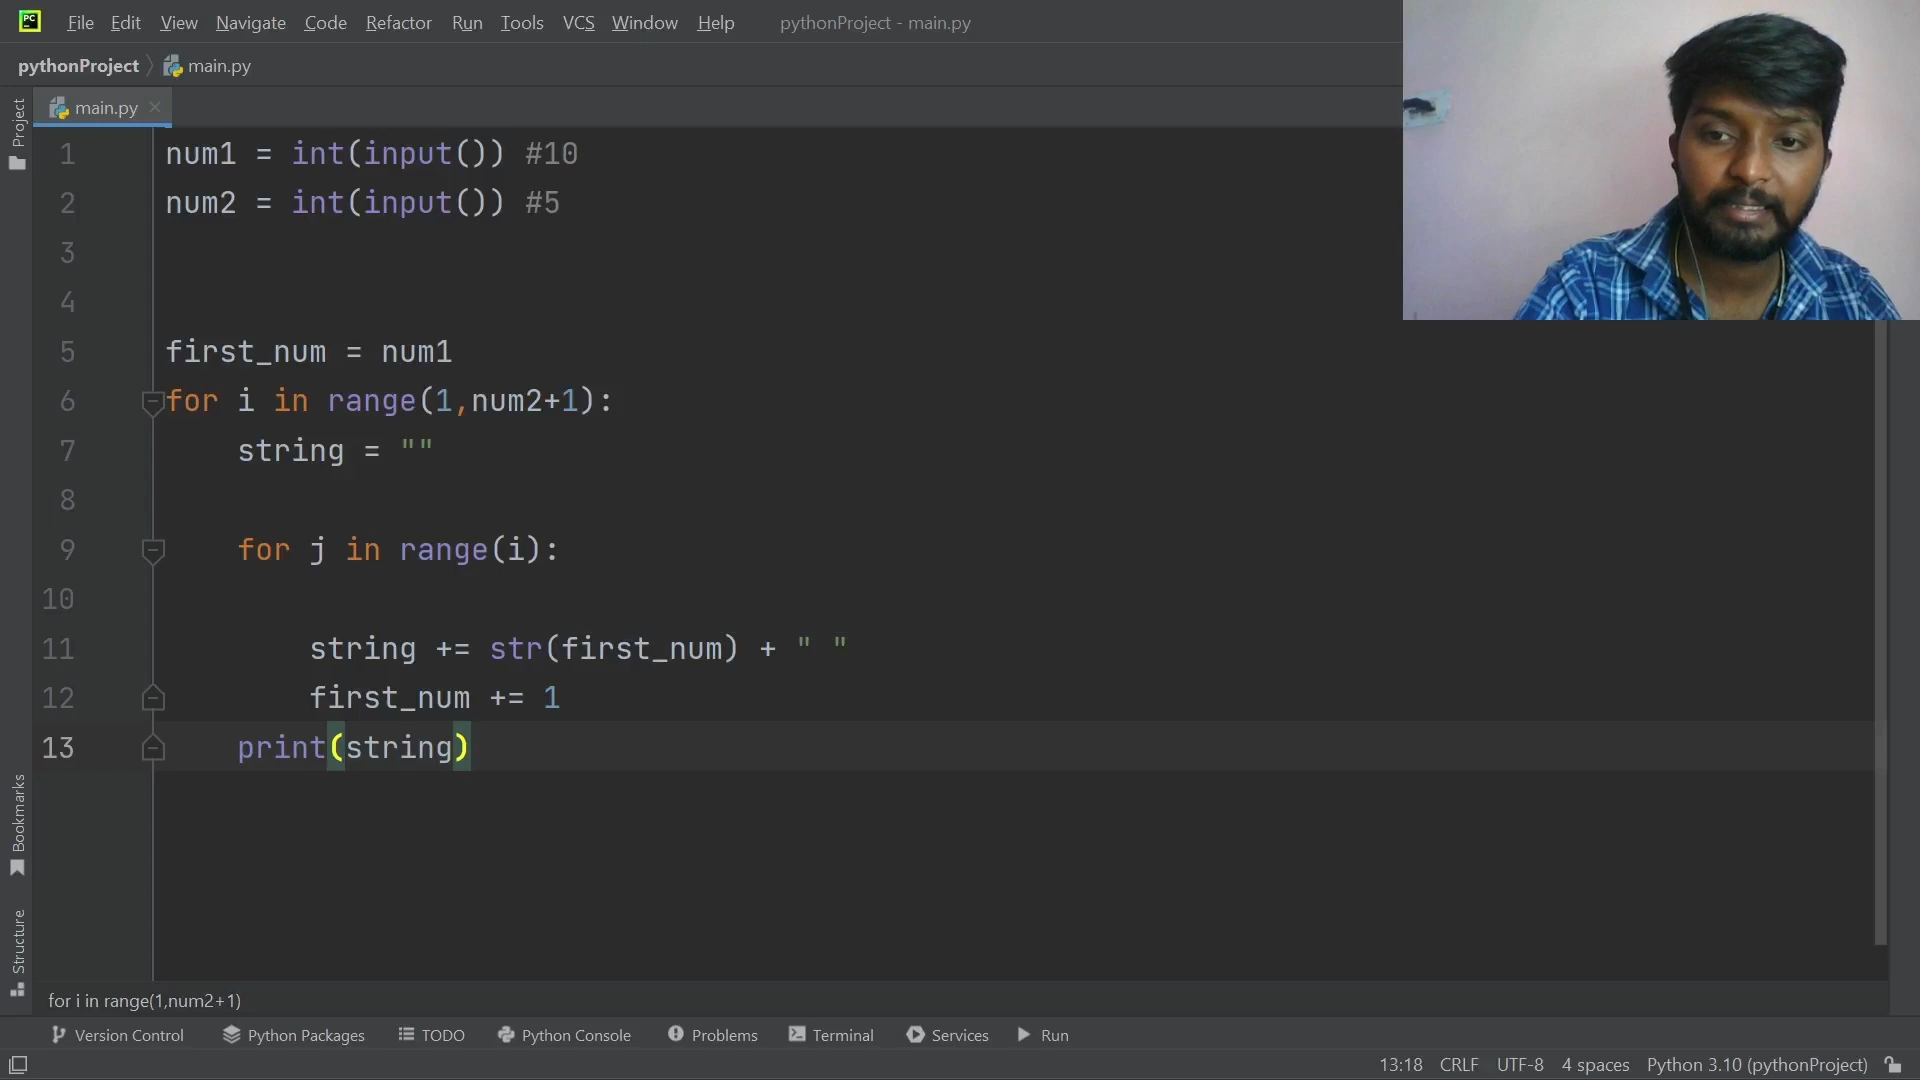 PC File Edit View Navigate Code Refactor Run Tools VCS Window Help pythonProject - main.py
pythonProject main.py
Project
main.py
1 num1 = int(input()) #10
2 num2 = int(input()) #5
3
4
5 first_num = num1
6 for i in range(1,num2+1):
7 string = ""
8
9 for j in range(i):
10
11 string += str(first_num) + " "
12 first_num += 1
13 print(string)
Bookmarks
Structure
for i in range(1,num2+1)
Version Control Python Packages TODO Python Console Problems Terminal Services Run
13:18 CRLF UTF-8 4 spaces Python 3.10 (pythonProject)